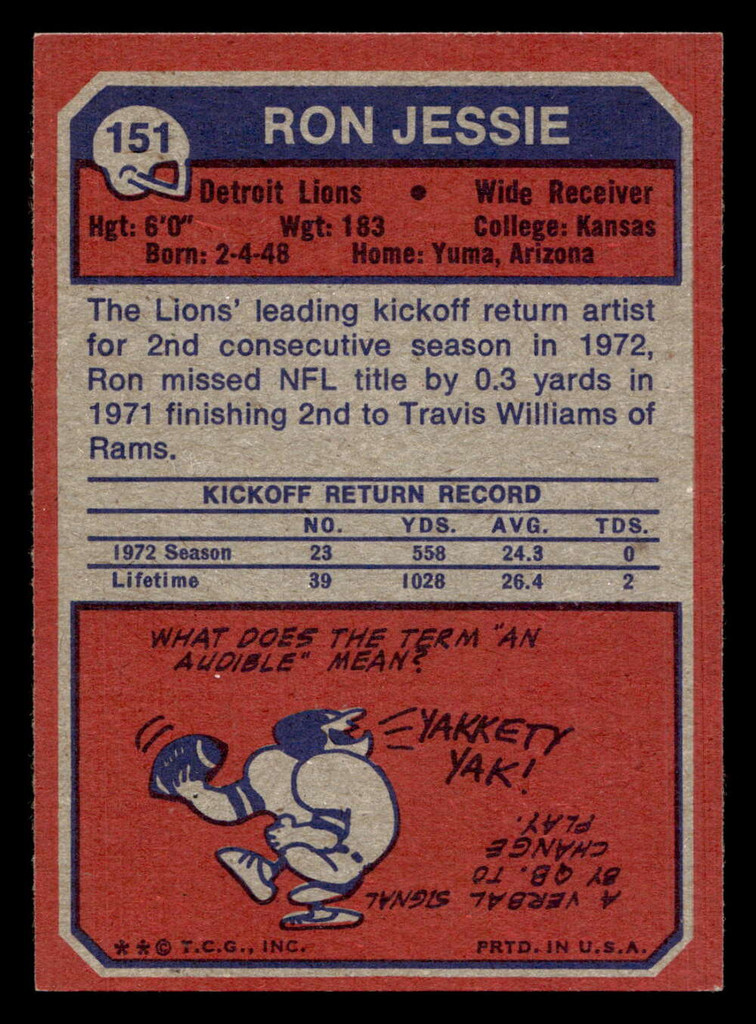 151
RON JESSIE
Detroit Lions • Wide Receiver
Hgt: 6'0" Wgt: 183 College: Kansas
Born: 2-4-48 Home: Yuma, Arizona
The Lions' leading kickoff return artist
for 2nd consecutive season in 1972,
Ron missed NFL title by 0.3 yards in
1971 finishing 2nd to Travis Williams of
Rams.
KICKOFF RETURN RECORD
NO. YDS. AVG. TDS.
1972 Season 23 558 24.3 0
Lifetime 39 1028 26.4 2
WHAT DOES THE TERM "AN
AUDIBLE" MEAN?
YAKKETY
YAK!
A VERBAL SIGNAL
BY QB. TO
CHANGE
PLAY.
**© T.C.G., INC. PRTD. IN U.S.A.